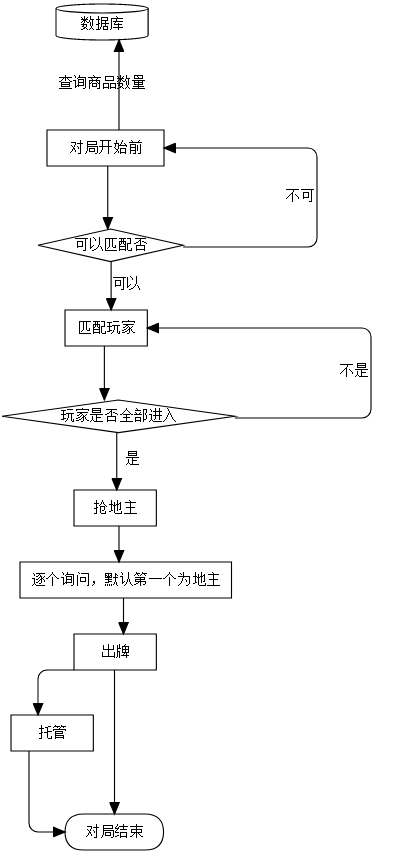 数据库
查询商品数量
对局开始前
不可
可以匹配否
可以
匹配玩家
不是
玩家是否全部进入
是
抢地主
逐个询问，默认第一个为地主
出牌
托管
对局结束